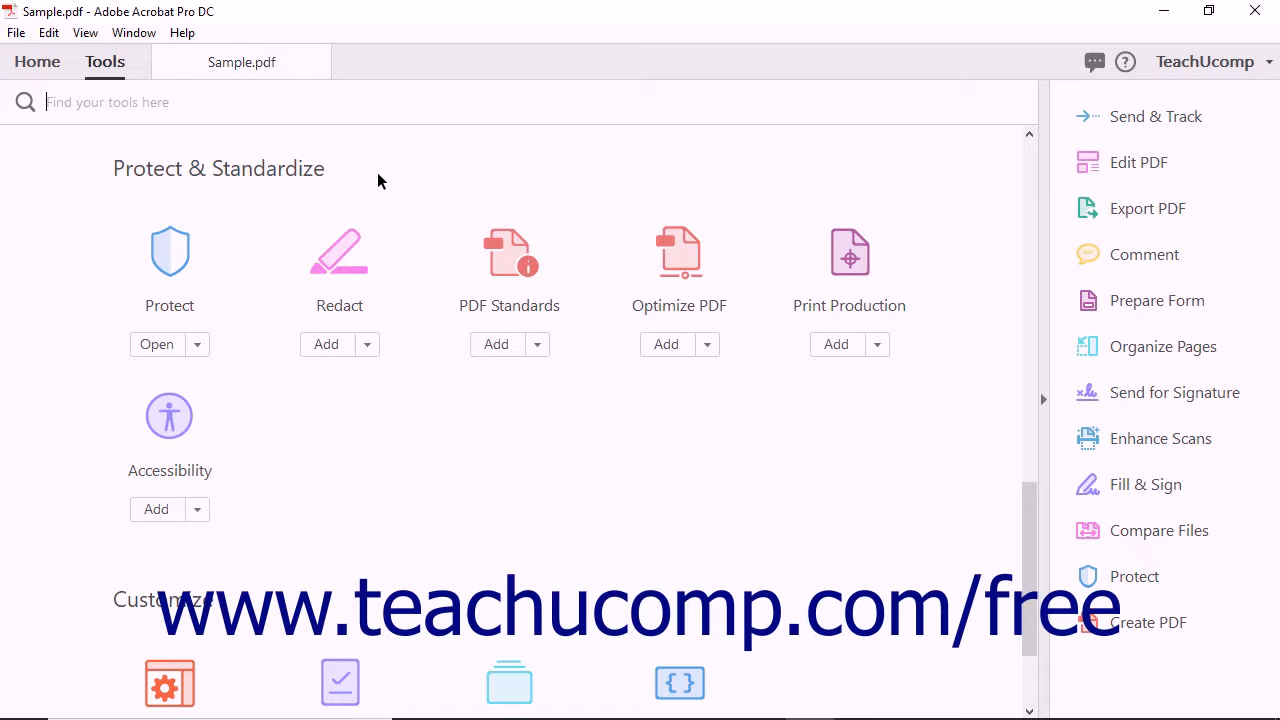 Sample.pdf - Adobe Acrobat Pro DC
File Edit View Window Help
Home Tools Sample.pdf TeachUcomp
Find your tools here
Protect & Standardize
Protect Redact PDF Standards Optimize PDF Print Production
Open Add Add Add Add
Accessibility
Add
Customize
www.teachucomp.com/free
Send & Track
Edit PDF
Export PDF
Comment
Prepare Form
Organize Pages
Send for Signature
Enhance Scans
Fill & Sign
Compare Files
Protect
Create PDF